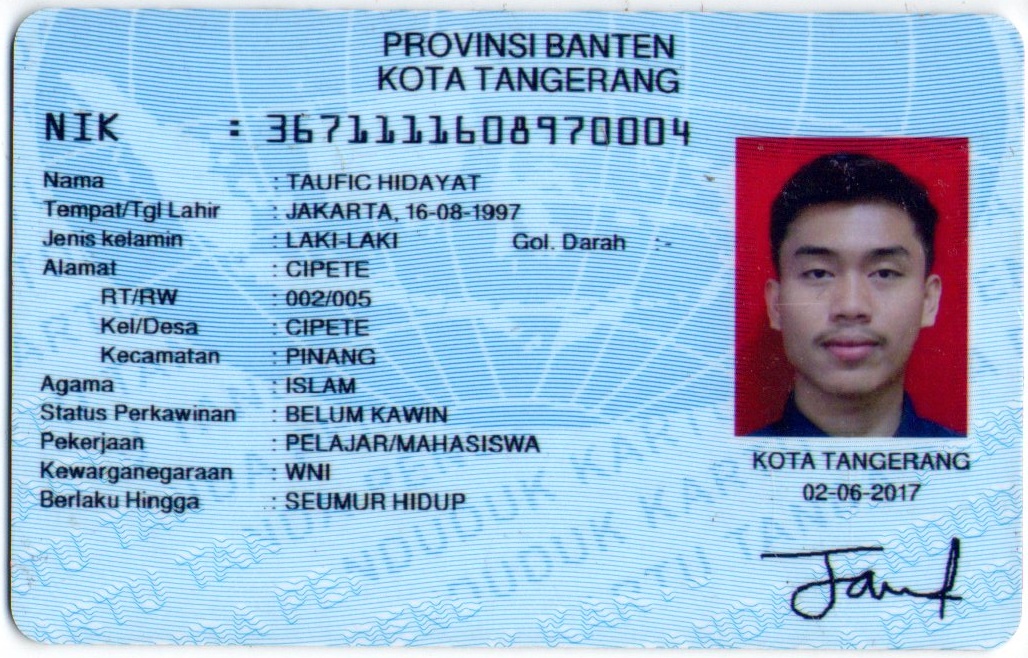 PROVINSI BANTEN
KOTA TANGERANG
NIK : 3671111608970004
Nama : TAUFIC HIDAYAT
Tempat/Tgl Lahir : JAKARTA, 16-08-1997
Jenis kelamin : LAKI-LAKI Gol. Darah : -
Alamat : CIPETE
RT/RW : 002/005
Kel/Desa : CIPETE
Kecamatan : PINANG
Agama : ISLAM
Status Perkawinan : BELUM KAWIN
Pekerjaan : PELAJAR/MAHASISWA
Kewarganegaraan : WNI
Berlaku Hingga : SEUMUR HIDUP
KOTA TANGERANG
02-06-2017